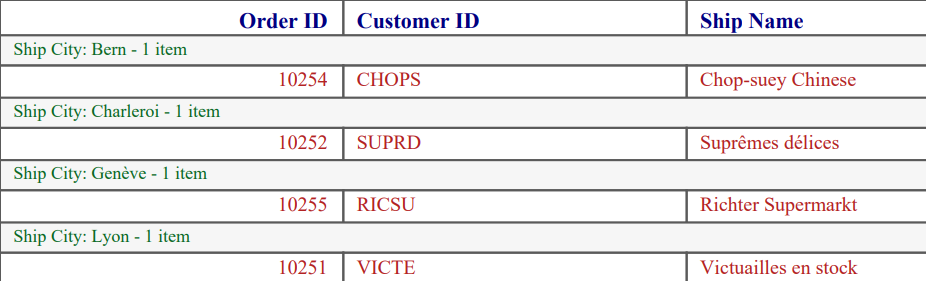 Order ID Customer ID Ship Name
Ship City: Bern - 1 item
10254 CHOPS Chop-suey Chinese
Ship City: Charleroi - 1 item
10252 SUPRD Suprêmes délices
Ship City: Genève - 1 item
10255 RICSU Richter Supermarkt
Ship City: Lyon - 1 item
10251 VICTE Victuailles en stock